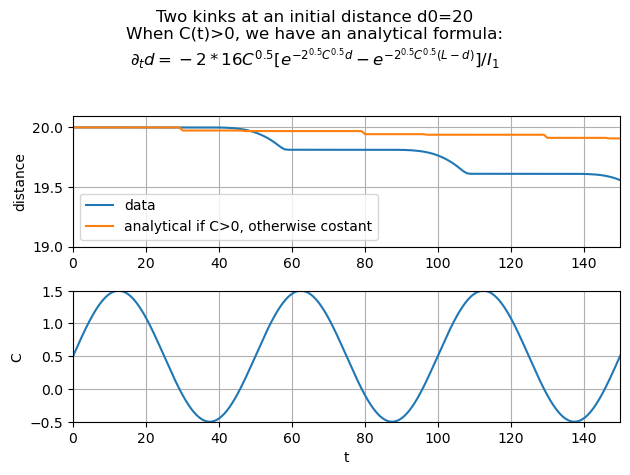 Two kinks at an initial distance d0=20
When C(t)>0, we have an analytical formula:
∂ₜd = −2 * 16C^{0.5}[e^{−2^{0.5}C^{0.5}d} − e^{−2^{0.5}C^{0.5}(L−d)}]/I₁
20.0
19.5
19.0
distance
data
analytical if C>0, otherwise costant
0 20 40 60 80 100 120 140
1.5
1.0
0.5
0.0
−0.5
C
0 20 40 60 80 100 120 140
t